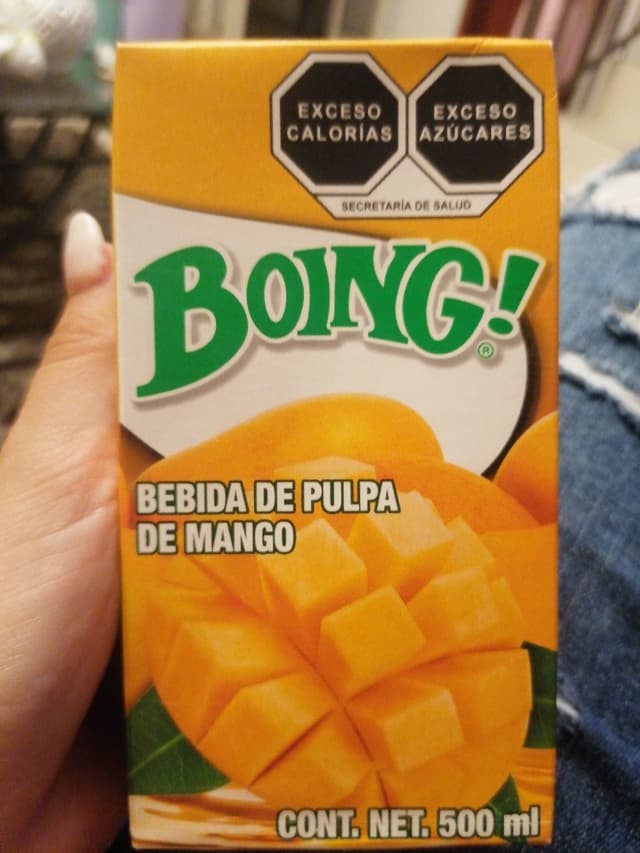 EXCESO
CALORÍAS
EXCESO
AZÚCARES
SECRETARÍA DE SALUD
BOING!®
BEBIDA DE PULPA
DE MANGO
CONT. NET. 500 ml